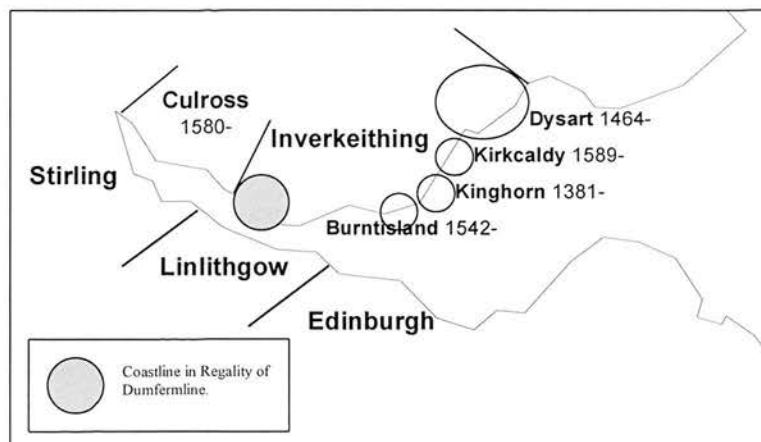 Culross
1580-
Inverkeithing
Dysart 1464-
Kirkcaldy 1589-
Stirling
Kinghorn 1381-
Burntisland 1542-
Linlithgow
Edinburgh
Coastline in Regality of
Dumfermline.